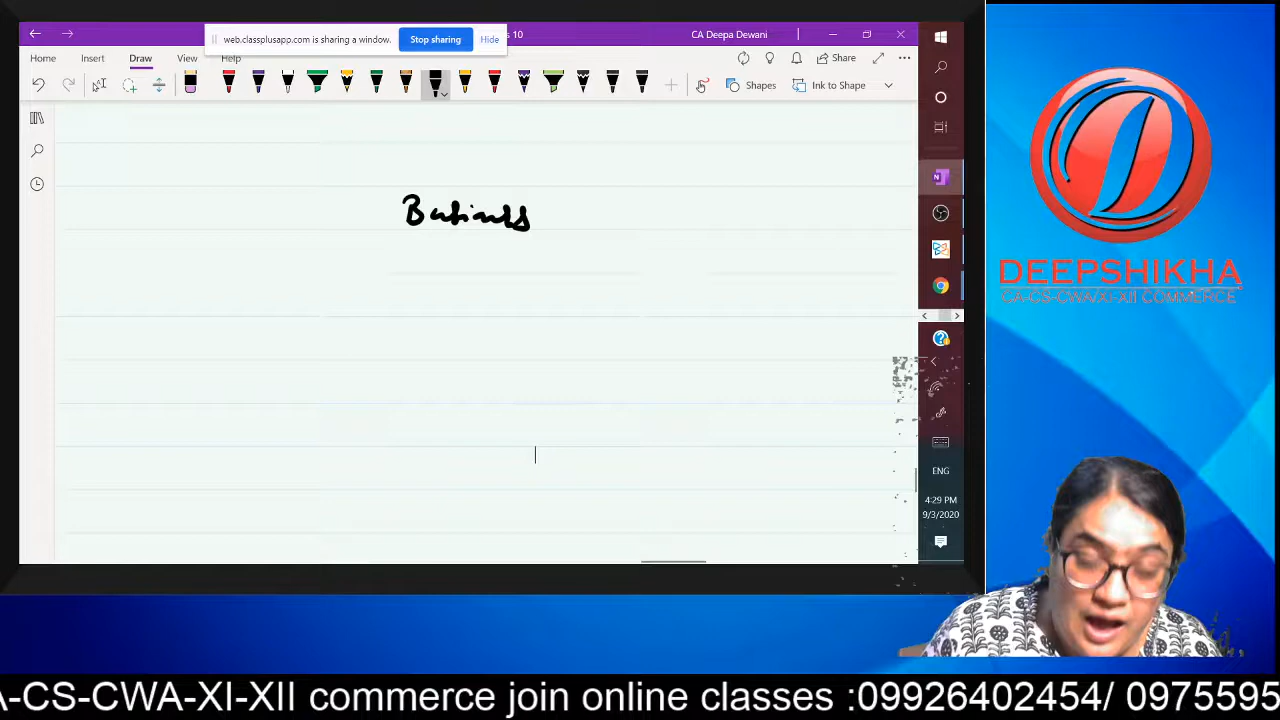 web.classplusapp.com is sharing a window. Stop sharing Hide
s 10
CA Deepa Dewani
Home Insert Draw View Help
Share
Shapes
Ink to Shape
Business
ENG
4:29 PM
9/3/2020
DEEPSHIKHA
CA-CS-CWA/XI-XII COMMERCE
A-CS-CWA-XI-XII commerce join online classes :09926402454/ 0975595